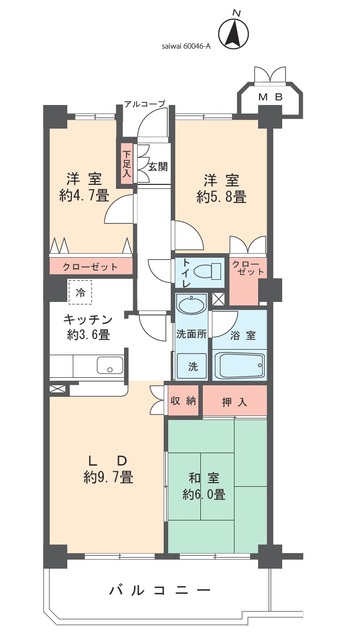 N
saiwai 60046-A
MB
アルコーブ
下足入
玄関
洋室
約4.7畳
洋室
約5.8畳
クローゼット
トイレ
クローゼット
冷
キッチン
約3.6畳
洗面所
浴室
洗
収納
押入
LD
約9.7畳
和室
約6.0畳
バルコニー